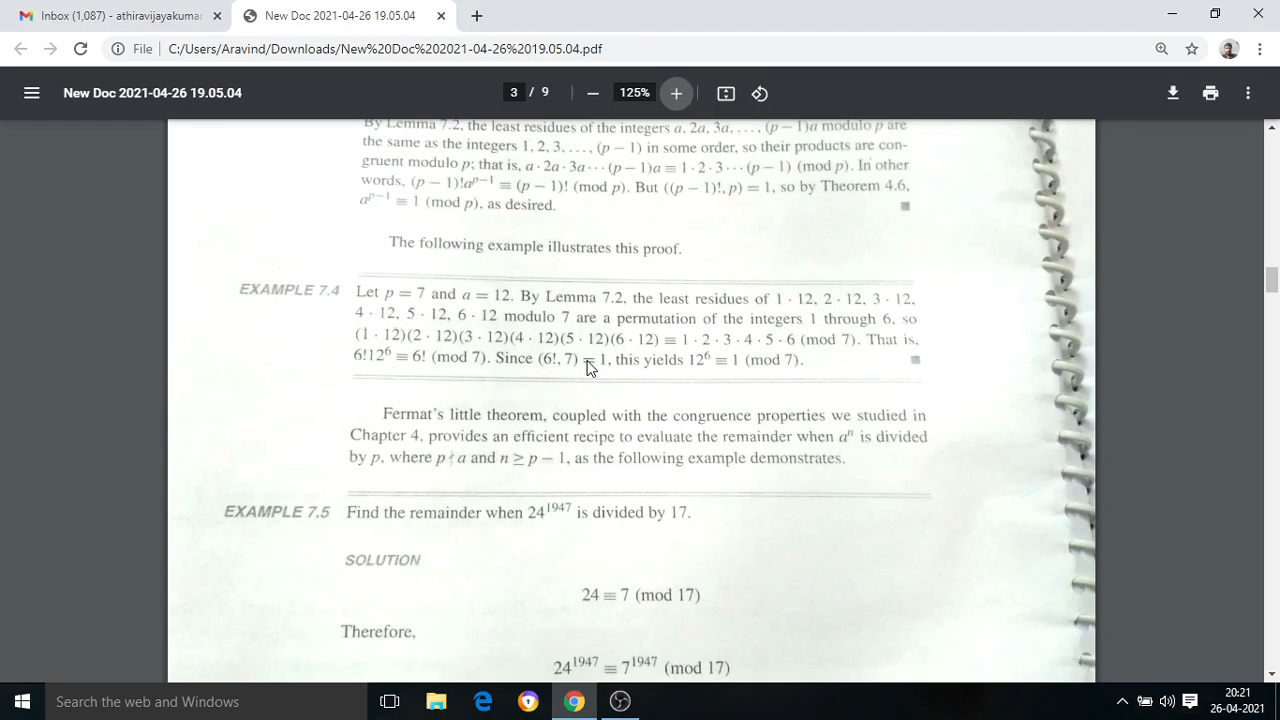 Inbox (1,087) - athiravijayakumar
New Doc 2021-04-26 19.05.04
File
C:/Users/Aravind/Downloads/New%20Doc%202021-04-26%2019.05.04.pdf
New Doc 2021-04-26 19.05.04
3 / 9
125%
By Lemma 7.2, the least residues of the integers a, 2a, 3a, . . . , (p − 1)a modulo p are
the same as the integers 1, 2, 3, . . . , (p − 1) in some order, so their products are con-
gruent modulo p; that is, a · 2a · 3a · · · (p − 1)a ≡ 1 · 2 · 3 · · · (p − 1) (mod p). In other
words, (p − 1)!aᵖ⁻¹ ≡ (p − 1)! (mod p). But ((p − 1)!, p) = 1, so by Theorem 4.6,
aᵖ⁻¹ ≡ 1 (mod p), as desired.
The following example illustrates this proof.
EXAMPLE 7.4 Let p = 7 and a = 12. By Lemma 7.2, the least residues of 1 · 12, 2 · 12, 3 · 12,
4 · 12, 5 · 12, 6 · 12 modulo 7 are a permutation of the integers 1 through 6, so
(1 · 12)(2 · 12)(3 · 12)(4 · 12)(5 · 12)(6 · 12) ≡ 1 · 2 · 3 · 4 · 5 · 6 (mod 7). That is,
6!12⁶ ≡ 6! (mod 7). Since (6!, 7) = 1, this yields 12⁶ ≡ 1 (mod 7).
Fermat's little theorem, coupled with the congruence properties we studied in
Chapter 4, provides an efficient recipe to evaluate the remainder when aⁿ is divided
by p, where p ∤ a and n ≥ p − 1, as the following example demonstrates.
EXAMPLE 7.5 Find the remainder when 24¹⁹⁴⁷ is divided by 17.
SOLUTION
24 ≡ 7 (mod 17)
Therefore,
24¹⁹⁴⁷ ≡ 7¹⁹⁴⁷ (mod 17)
Search the web and Windows
20:21
26-04-2021